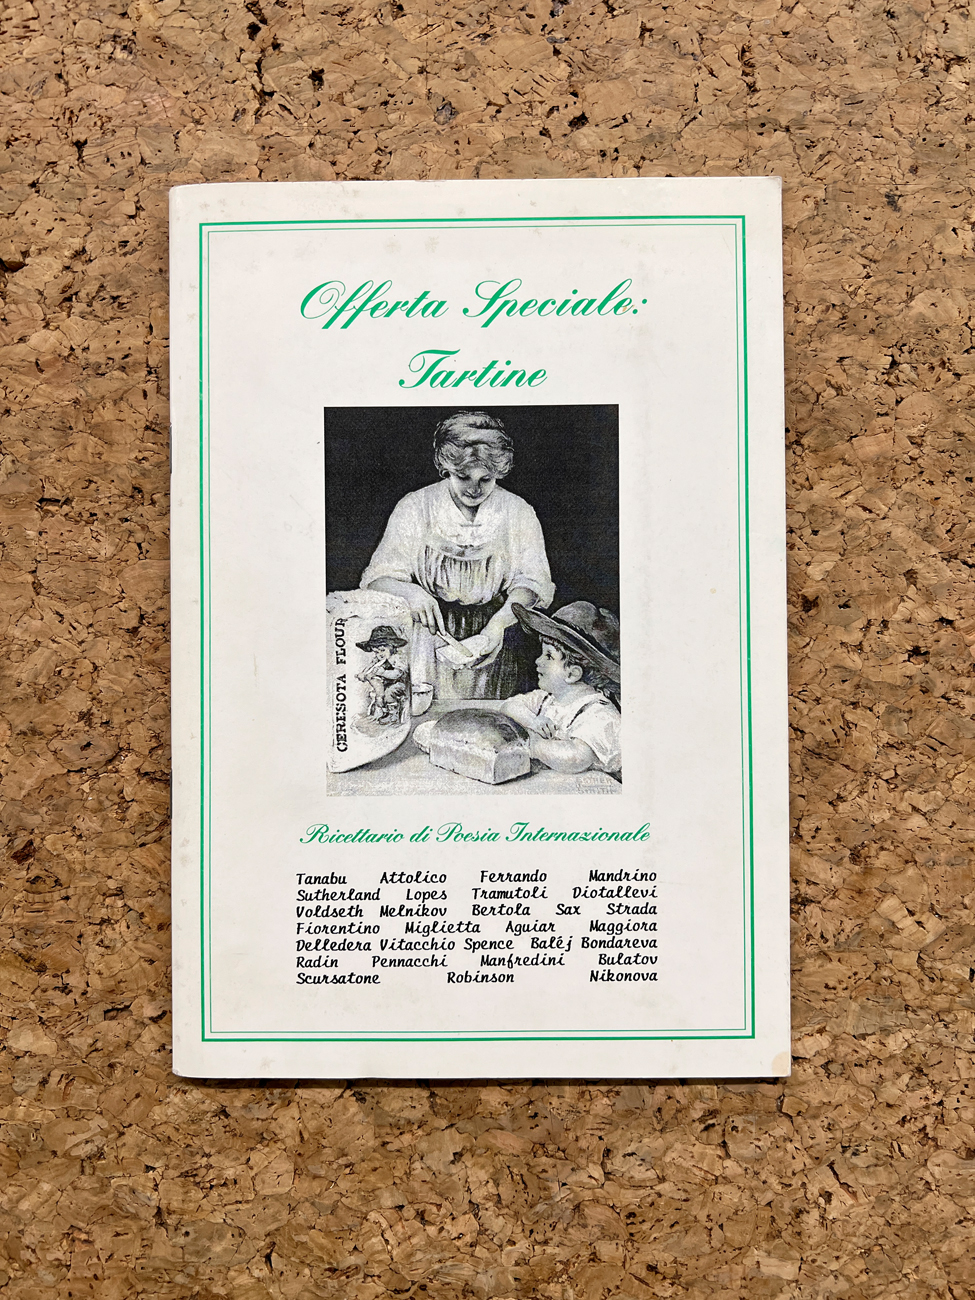 Offerta Speciale:
Tartine
CERESOTA FLOUR
Ricettario di Poesia Internazionale
Tanabu Attolico Ferrando Mandrino
Sutherland Lopes Tramutoli Diotallevi
Voldseth Melnikov Bertola Sax Strada
Fiorentino Miglietta Aguiar Maggiora
Delledera Vitacchio Spence Balêj Bondareva
Radin Pennacchi Manfredini Bulatov
Scursatone Robinson Nikonova